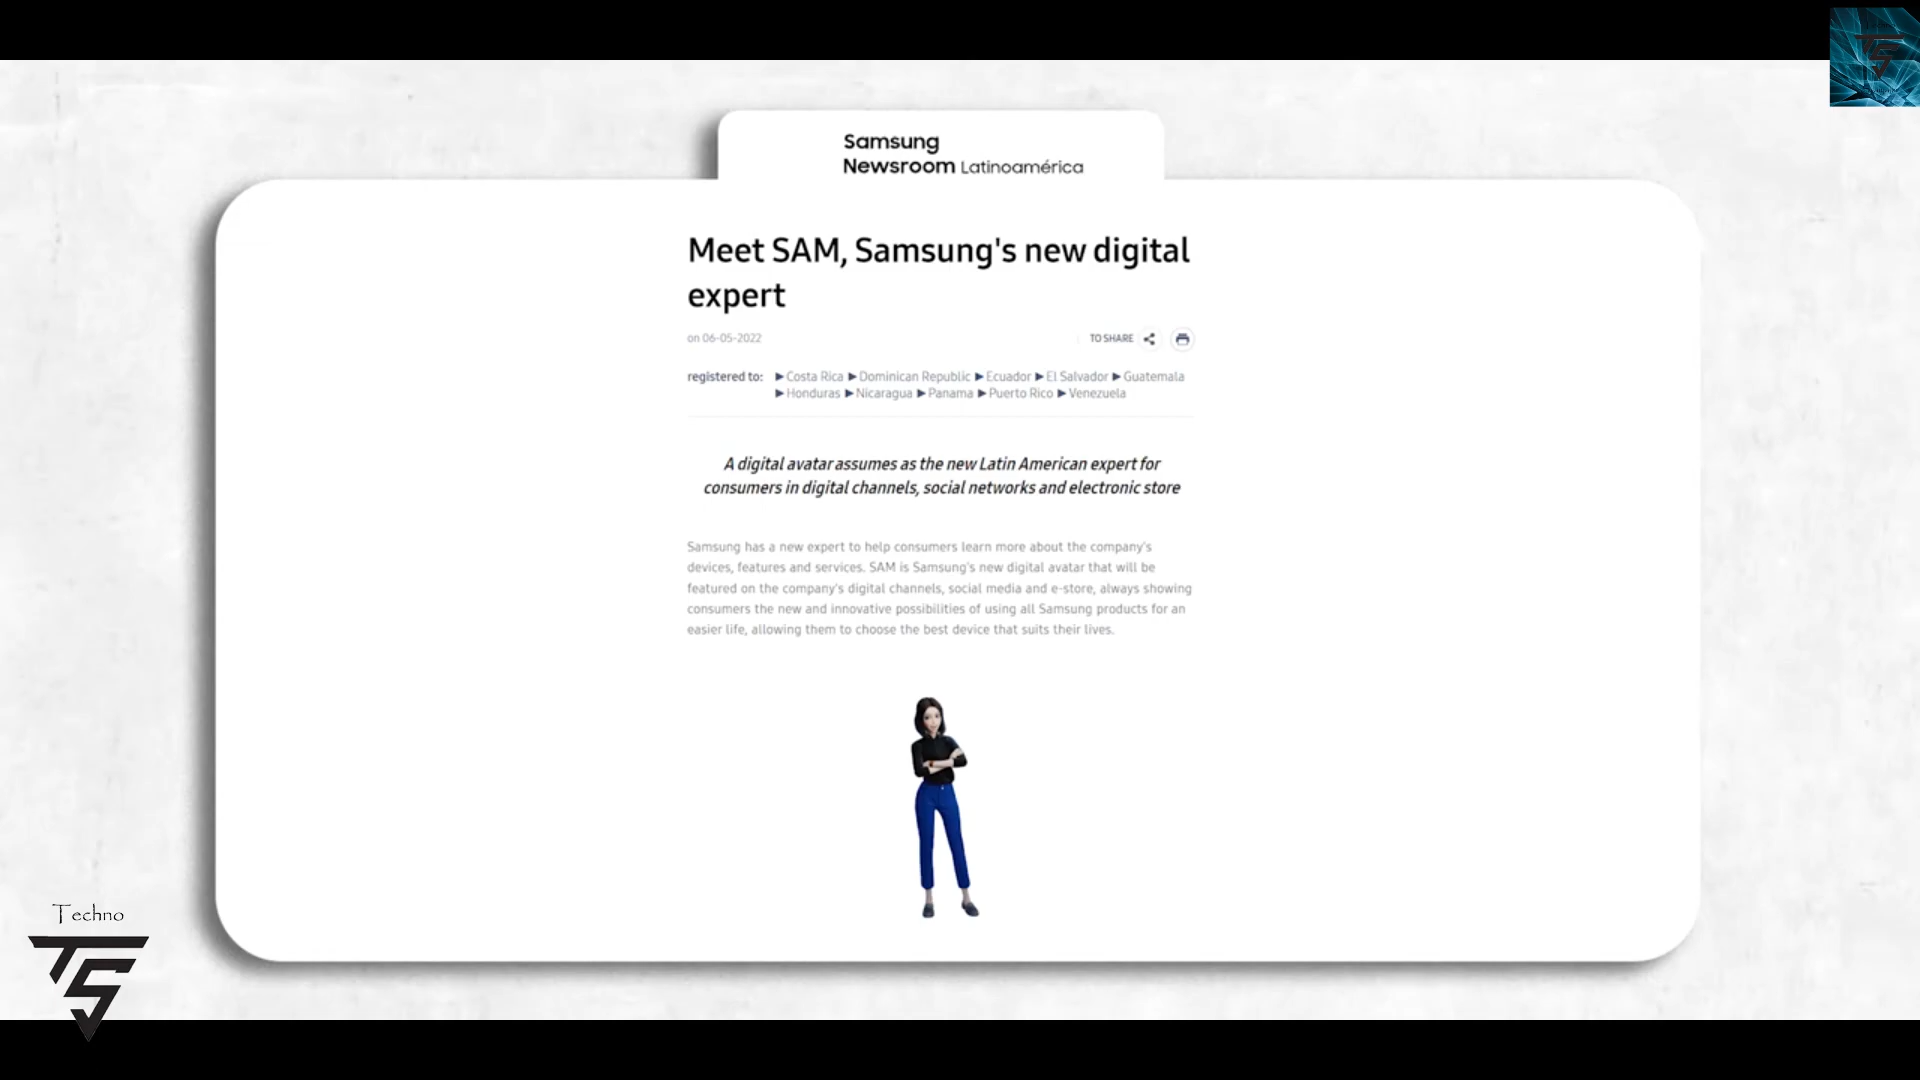 Samsung
Newsroom Latinoamérica
Meet SAM, Samsung's new digital
expert
on 06-05-2022
TO SHARE
registered to: ▶Costa Rica ▶Dominican Republic ▶Ecuador ▶El Salvador ▶Guatemala
▶Honduras ▶Nicaragua ▶Panama ▶Puerto Rico ▶Venezuela
A digital avatar assumes as the new Latin American expert for
consumers in digital channels, social networks and electronic store
Samsung has a new expert to help consumers learn more about the company's
devices, features and services. SAM is Samsung's new digital avatar that will be
featured on the company's digital channels, social media and e-store, always showing
consumers the new and innovative possibilities of using all Samsung products for an
easier life, allowing them to choose the best device that suits their lives.
Techno
TS